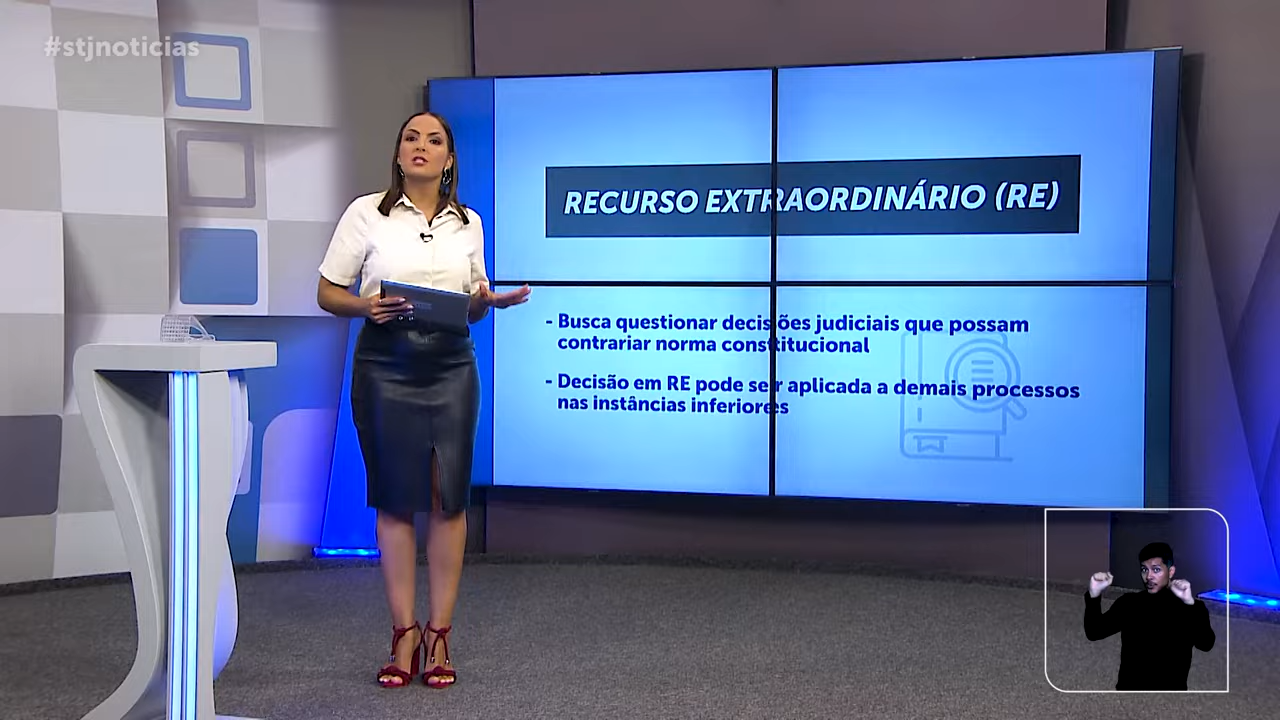 #stjnoticias
RECURSO EXTRAORDINÁRIO (RE)
- Busca questionar decisões judiciais que possam
contrariar norma constitucional
- Decisão em RE pode ser aplicada a demais processos
nas instâncias inferiores